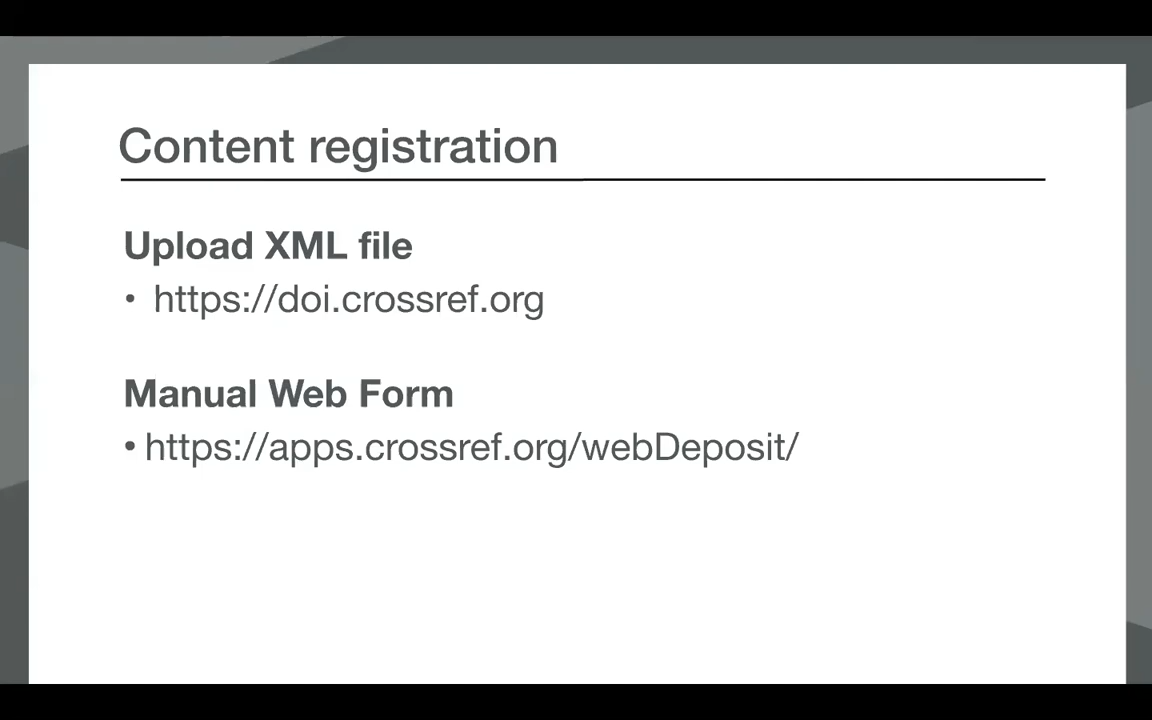 Content registration
Upload XML file
• https://doi.crossref.org
Manual Web Form
• https://apps.crossref.org/webDeposit/